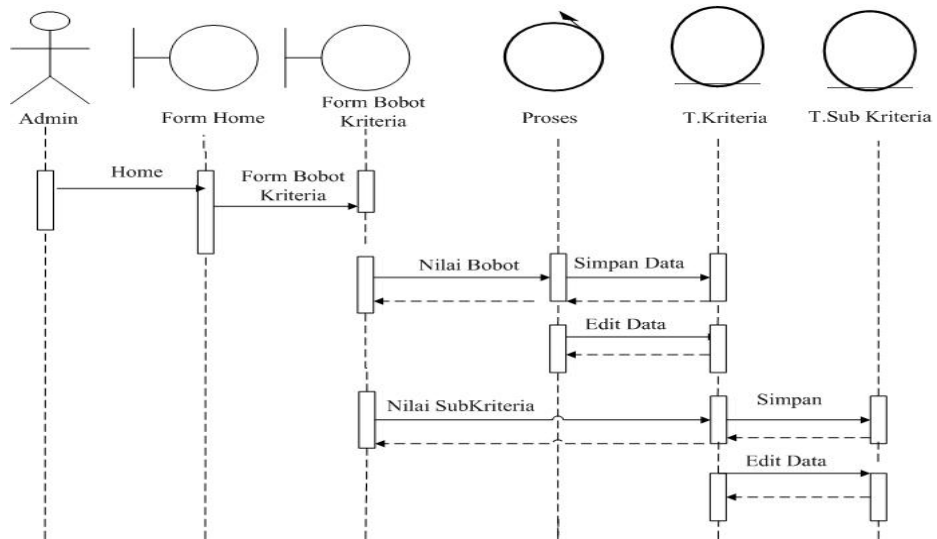 Admin
Form Home
Form Bobot
Kriteria
Proses
T.Kriteria
T.Sub Kriteria
Home
Form Bobot
Kriteria
Nilai Bobot
Simpan Data
Edit Data
Nilai SubKriteria
Simpan
Edit Data